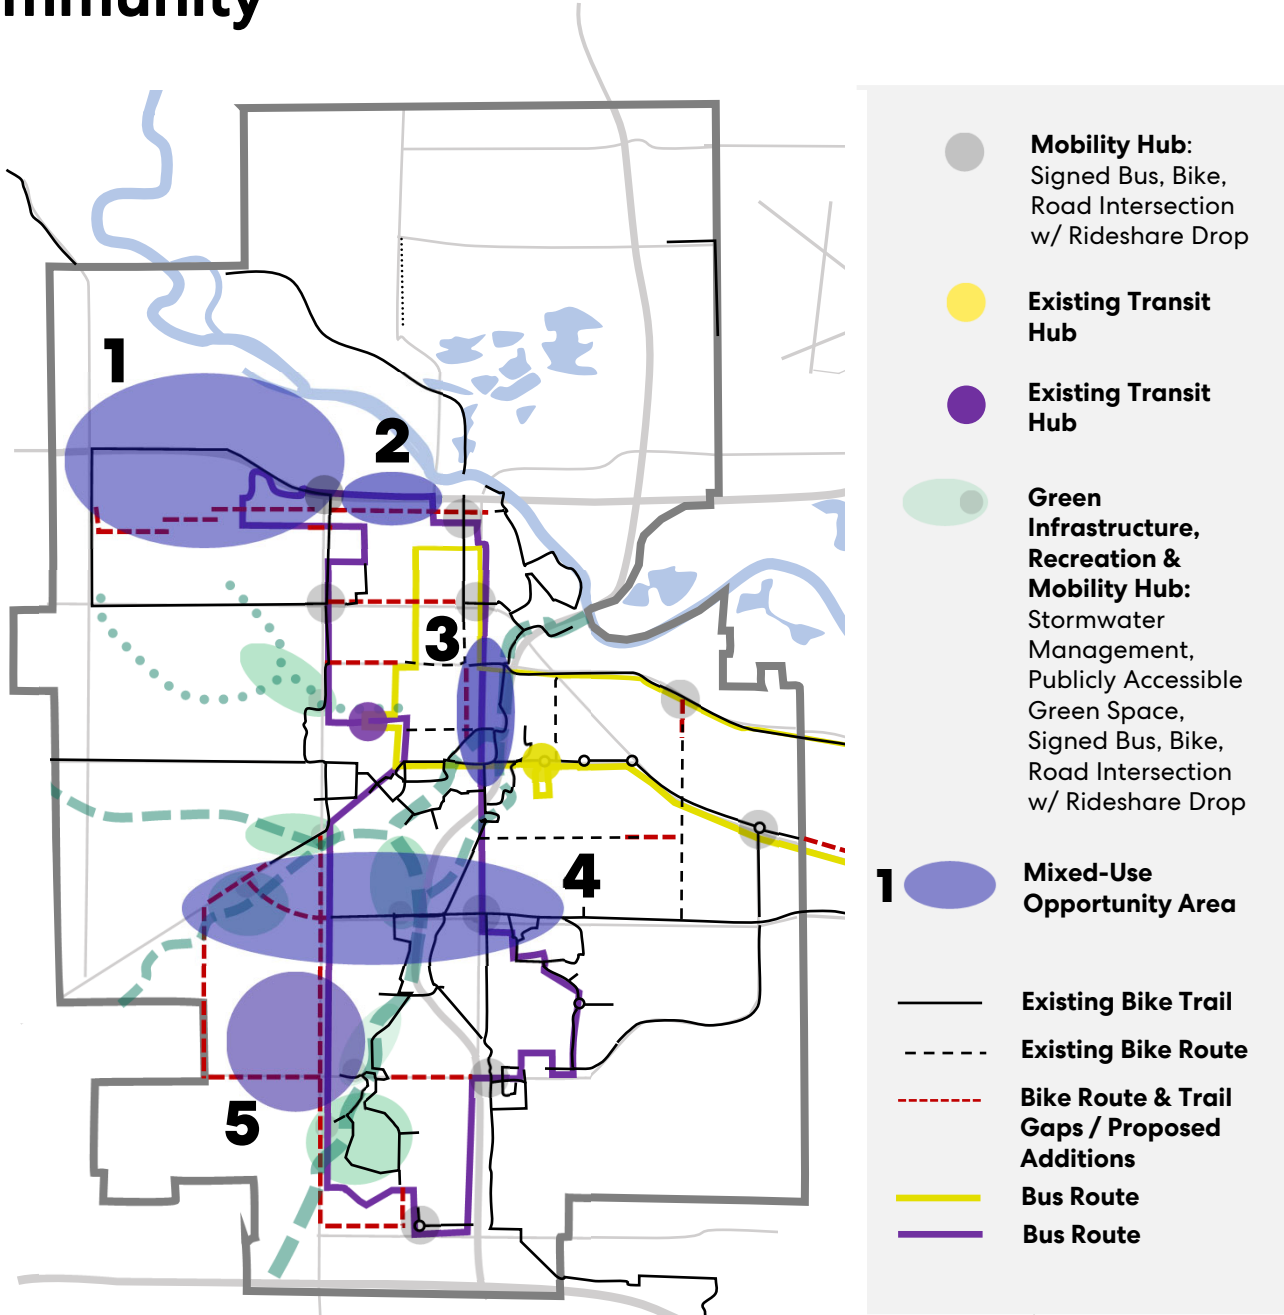 mmunity
1
2
3
4
5
Mobility Hub:
Signed Bus, Bike,
Road Intersection
w/ Rideshare Drop
Existing Transit
Hub
Existing Transit
Hub
Green
Infrastructure,
Recreation &
Mobility Hub:
Stormwater
Management,
Publicly Accessible
Green Space,
Signed Bus, Bike,
Road Intersection
w/ Rideshare Drop
1
Mixed-Use
Opportunity Area
Existing Bike Trail
Existing Bike Route
Bike Route & Trail
Gaps / Proposed
Additions
Bus Route
Bus Route